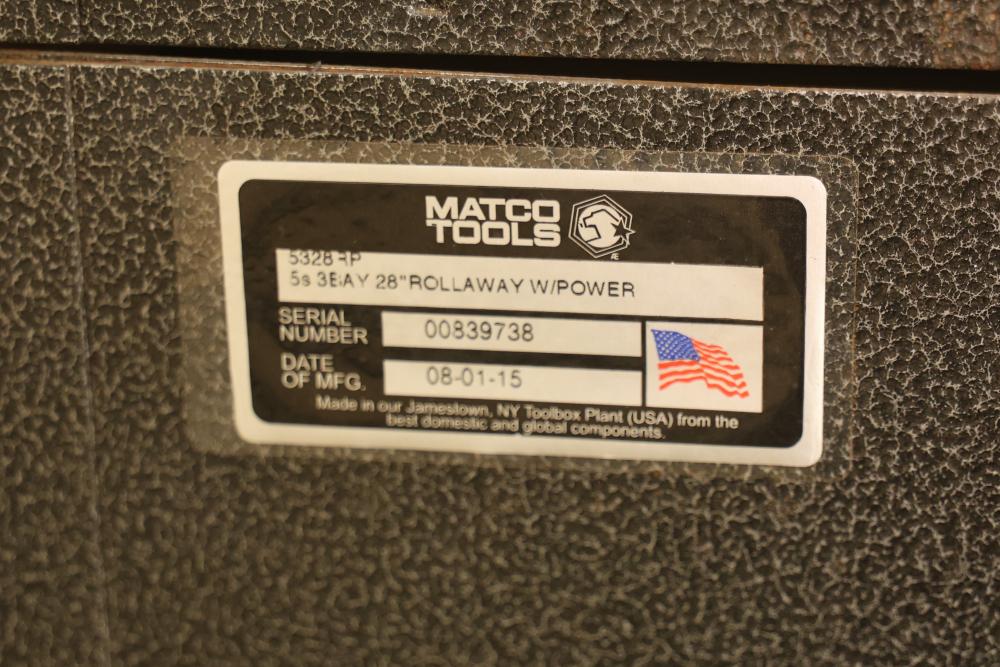 MATCO
TOOLS
5328RP
5s 3BAY 28"ROLLAWAY W/POWER
SERIAL
NUMBER
00839738
DATE
OF MFG.
08-01-15
Made in our Jamestown, NY Toolbox Plant (USA) from the
best domestic and global components.